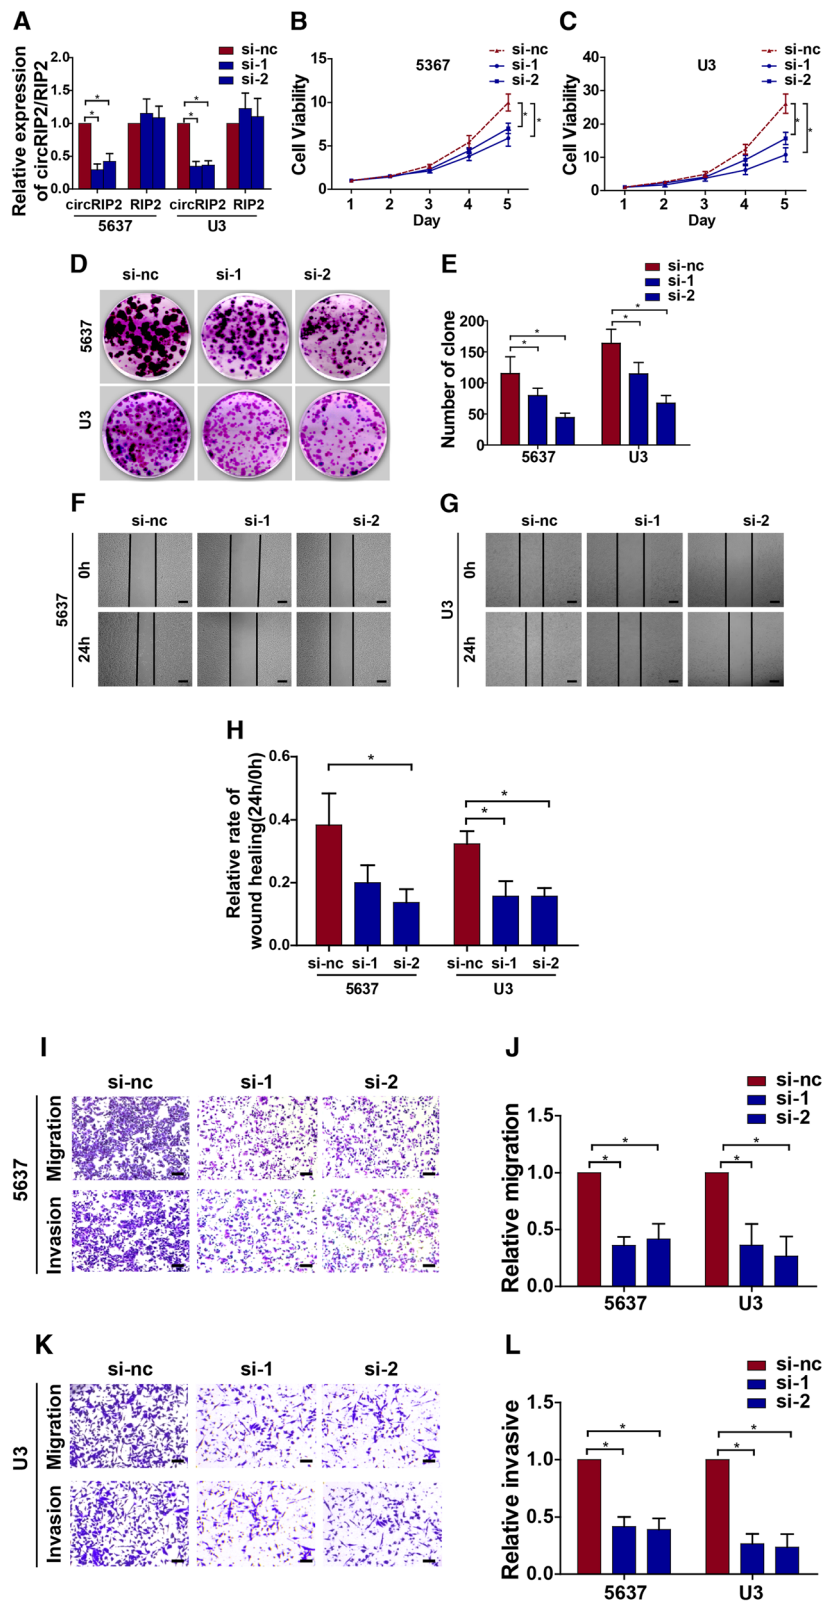 A
Relative expression
of circRIP2/RIP2
2.0
1.5
1.0
0.5
0.0
si-nc
si-1
si-2
* * * *
circRIP2 RIP2 circRIP2 RIP2
5637 U3
B
5367
Cell Viability
15
10
5
0
si-nc
si-1
si-2
* *
1 2 3 4 5
Day
C
U3
Cell Viability
40
30
20
10
0
si-nc
si-1
si-2
* *
1 2 3 4 5
Day
D
si-nc si-1 si-2
5637
U3
E
si-nc
si-1
si-2
Number of clone
200
150
100
50
0
* * * *
5637 U3
F
si-nc si-1 si-2
5637
0h
24h
G
si-nc si-1 si-2
U3
0h
24h
H
Relative rate of
wound healing(24h/0h)
0.6
0.4
0.2
0.0
* * *
si-nc si-1 si-2 si-nc si-1 si-2
5637 U3
I
si-nc si-1 si-2
5637
Migration
Invasion
J
si-nc
si-1
si-2
Relative migration
1.5
1.0
0.5
0.0
* * * *
5637 U3
K
si-nc si-1 si-2
U3
Migration
Invasion
L
si-nc
si-1
si-2
Relative invasive
1.5
1.0
0.5
0.0
* * * *
5637 U3